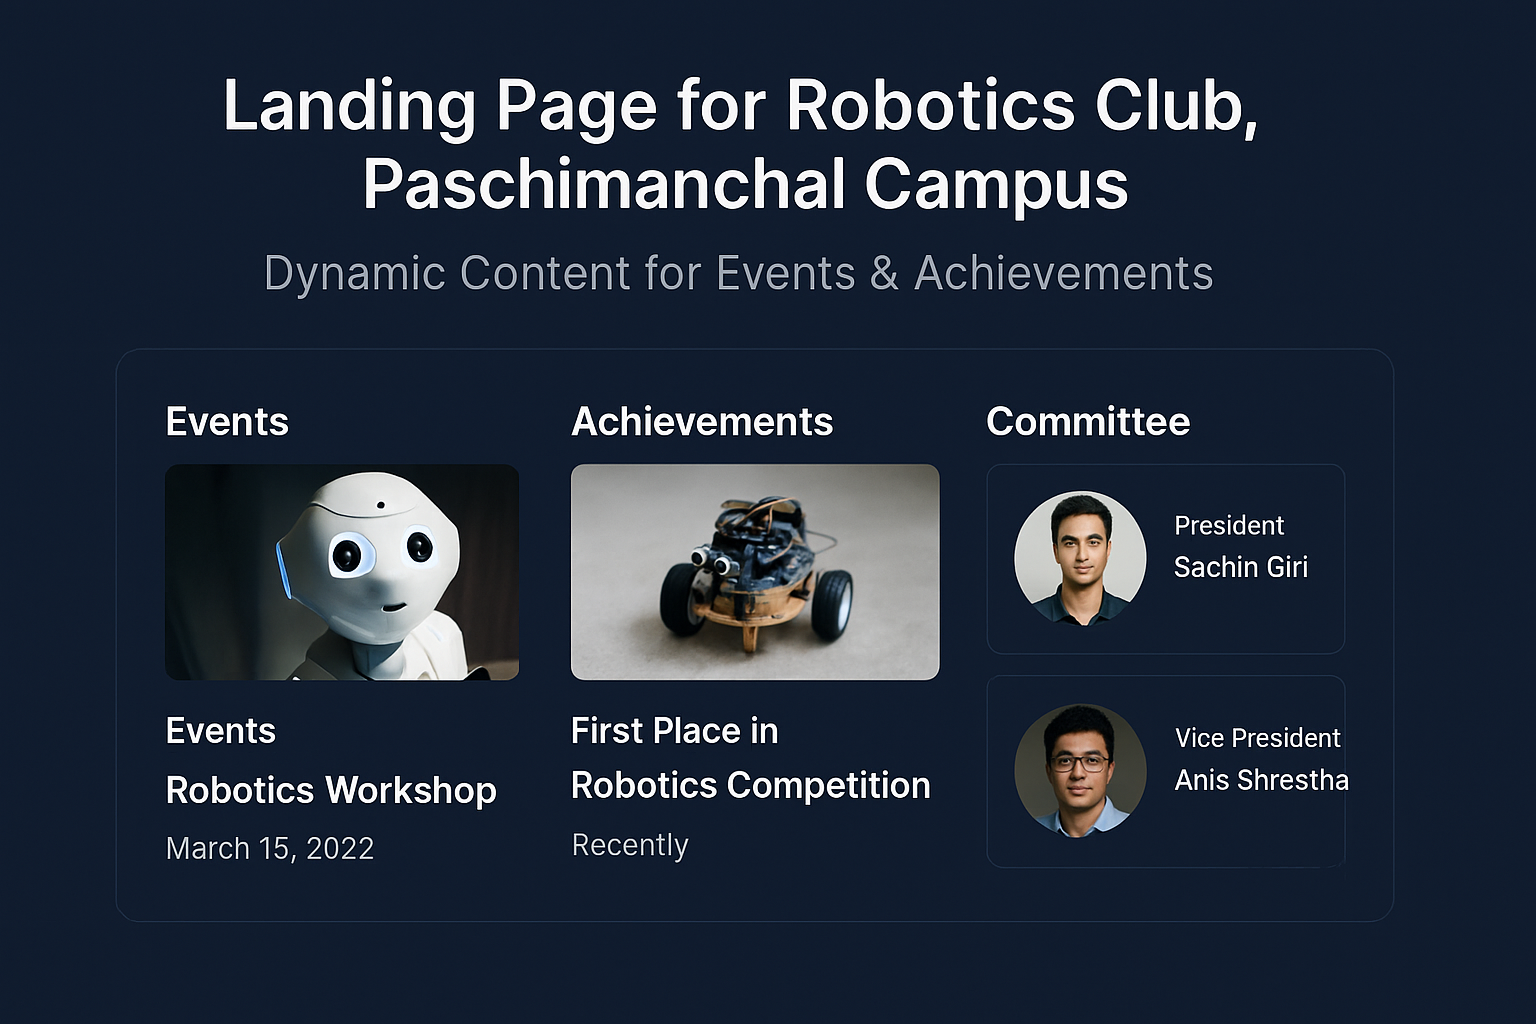 Landing Page for Robotics Club,
Paschimanchal Campus
Dynamic Content for Events & Achievements
Events
Events
Robotics Workshop
March 15, 2022
Achievements
First Place in
Robotics Competition
Recently
Committee
President
Sachin Giri
Vice President
Anis Shrestha